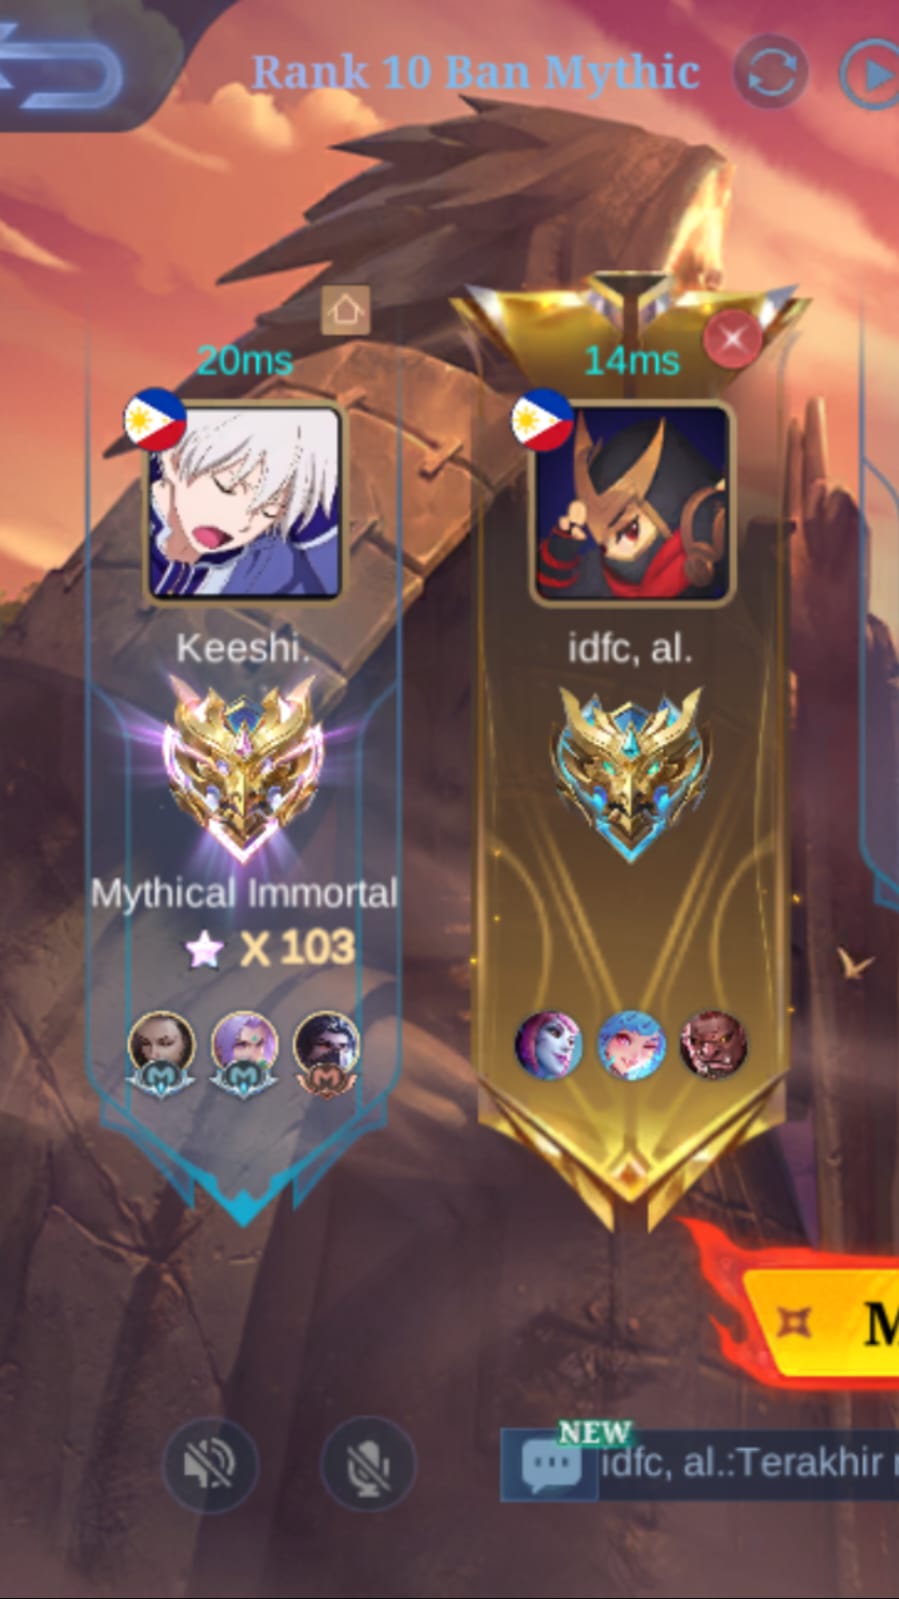 Rank 10 Ban Mythic
20ms
14ms
Keeshi.
idfc, al.
Mythical Immortal
X 103
NEW
idfc, al.:Terakhir